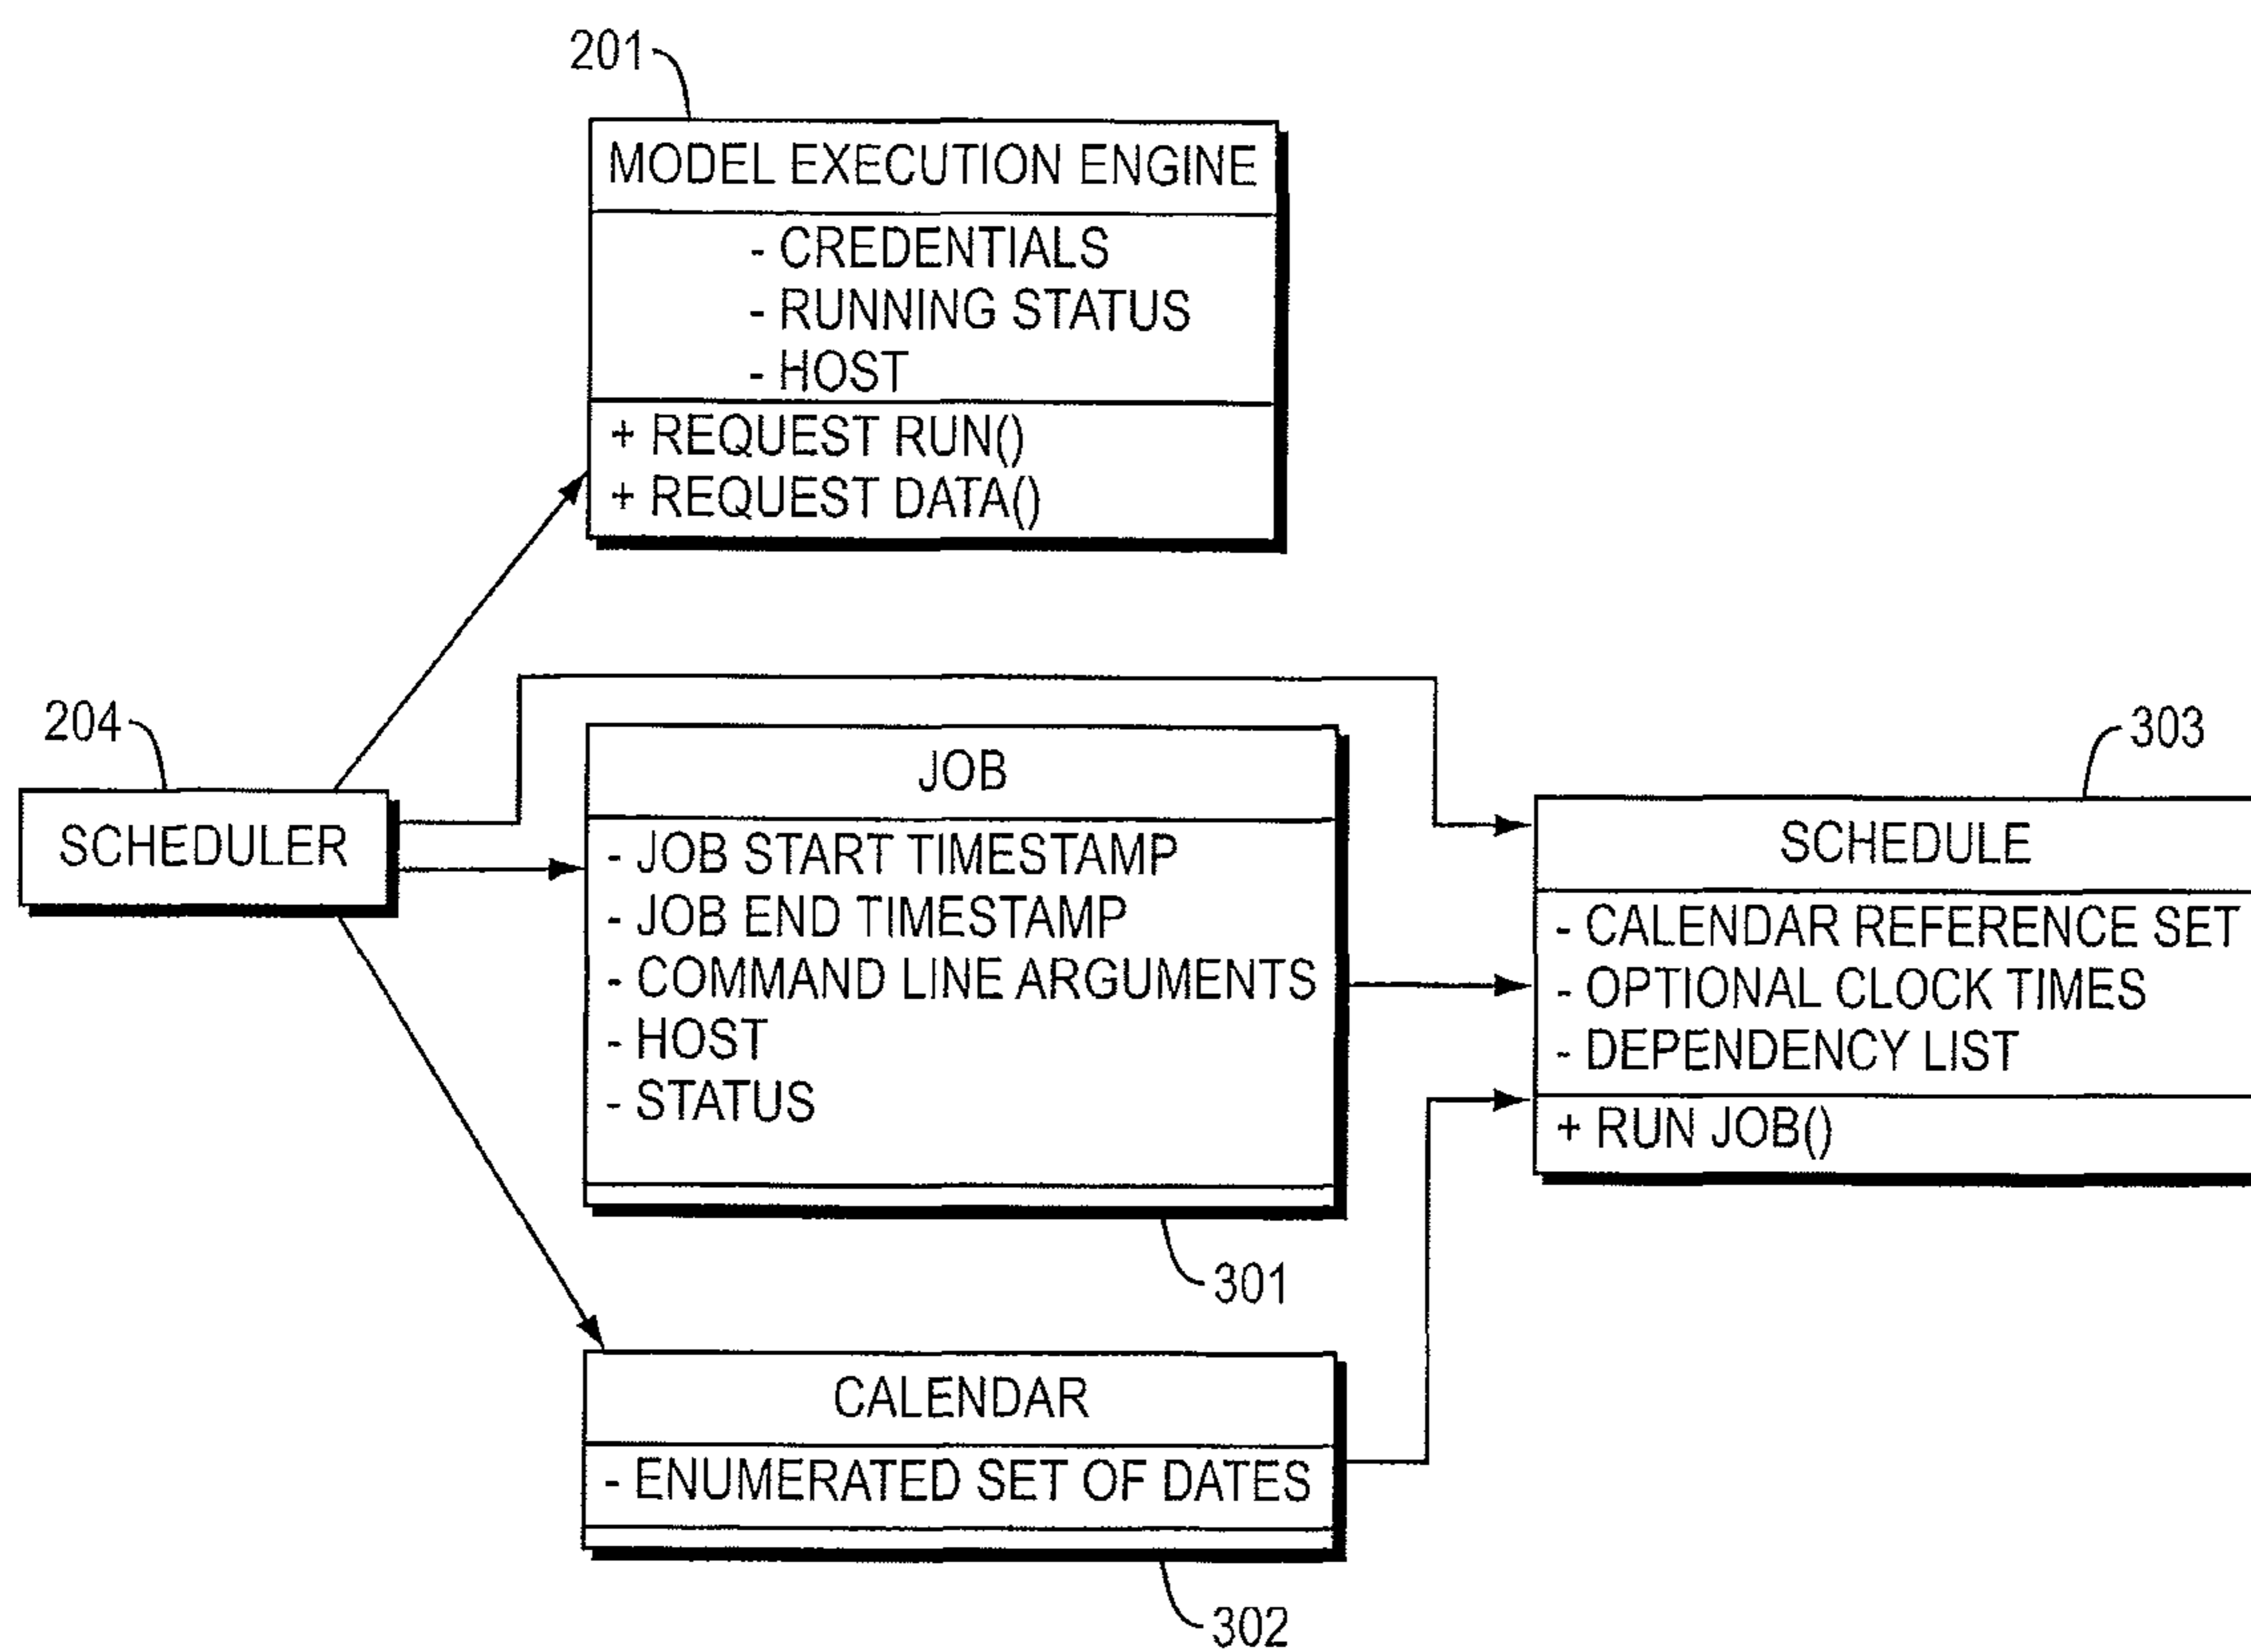 201
MODEL EXECUTION ENGINE
- CREDENTIALS
- RUNNING STATUS
- HOST
+ REQUEST RUN()
+ REQUEST DATA()
204
SCHEDULER
JOB
- JOB START TIMESTAMP
- JOB END TIMESTAMP
- COMMAND LINE ARGUMENTS
- HOST
- STATUS
301
303
SCHEDULE
- CALENDAR REFERENCE SET
- OPTIONAL CLOCK TIMES
- DEPENDENCY LIST
+ RUN JOB()
CALENDAR
- ENUMERATED SET OF DATES
302